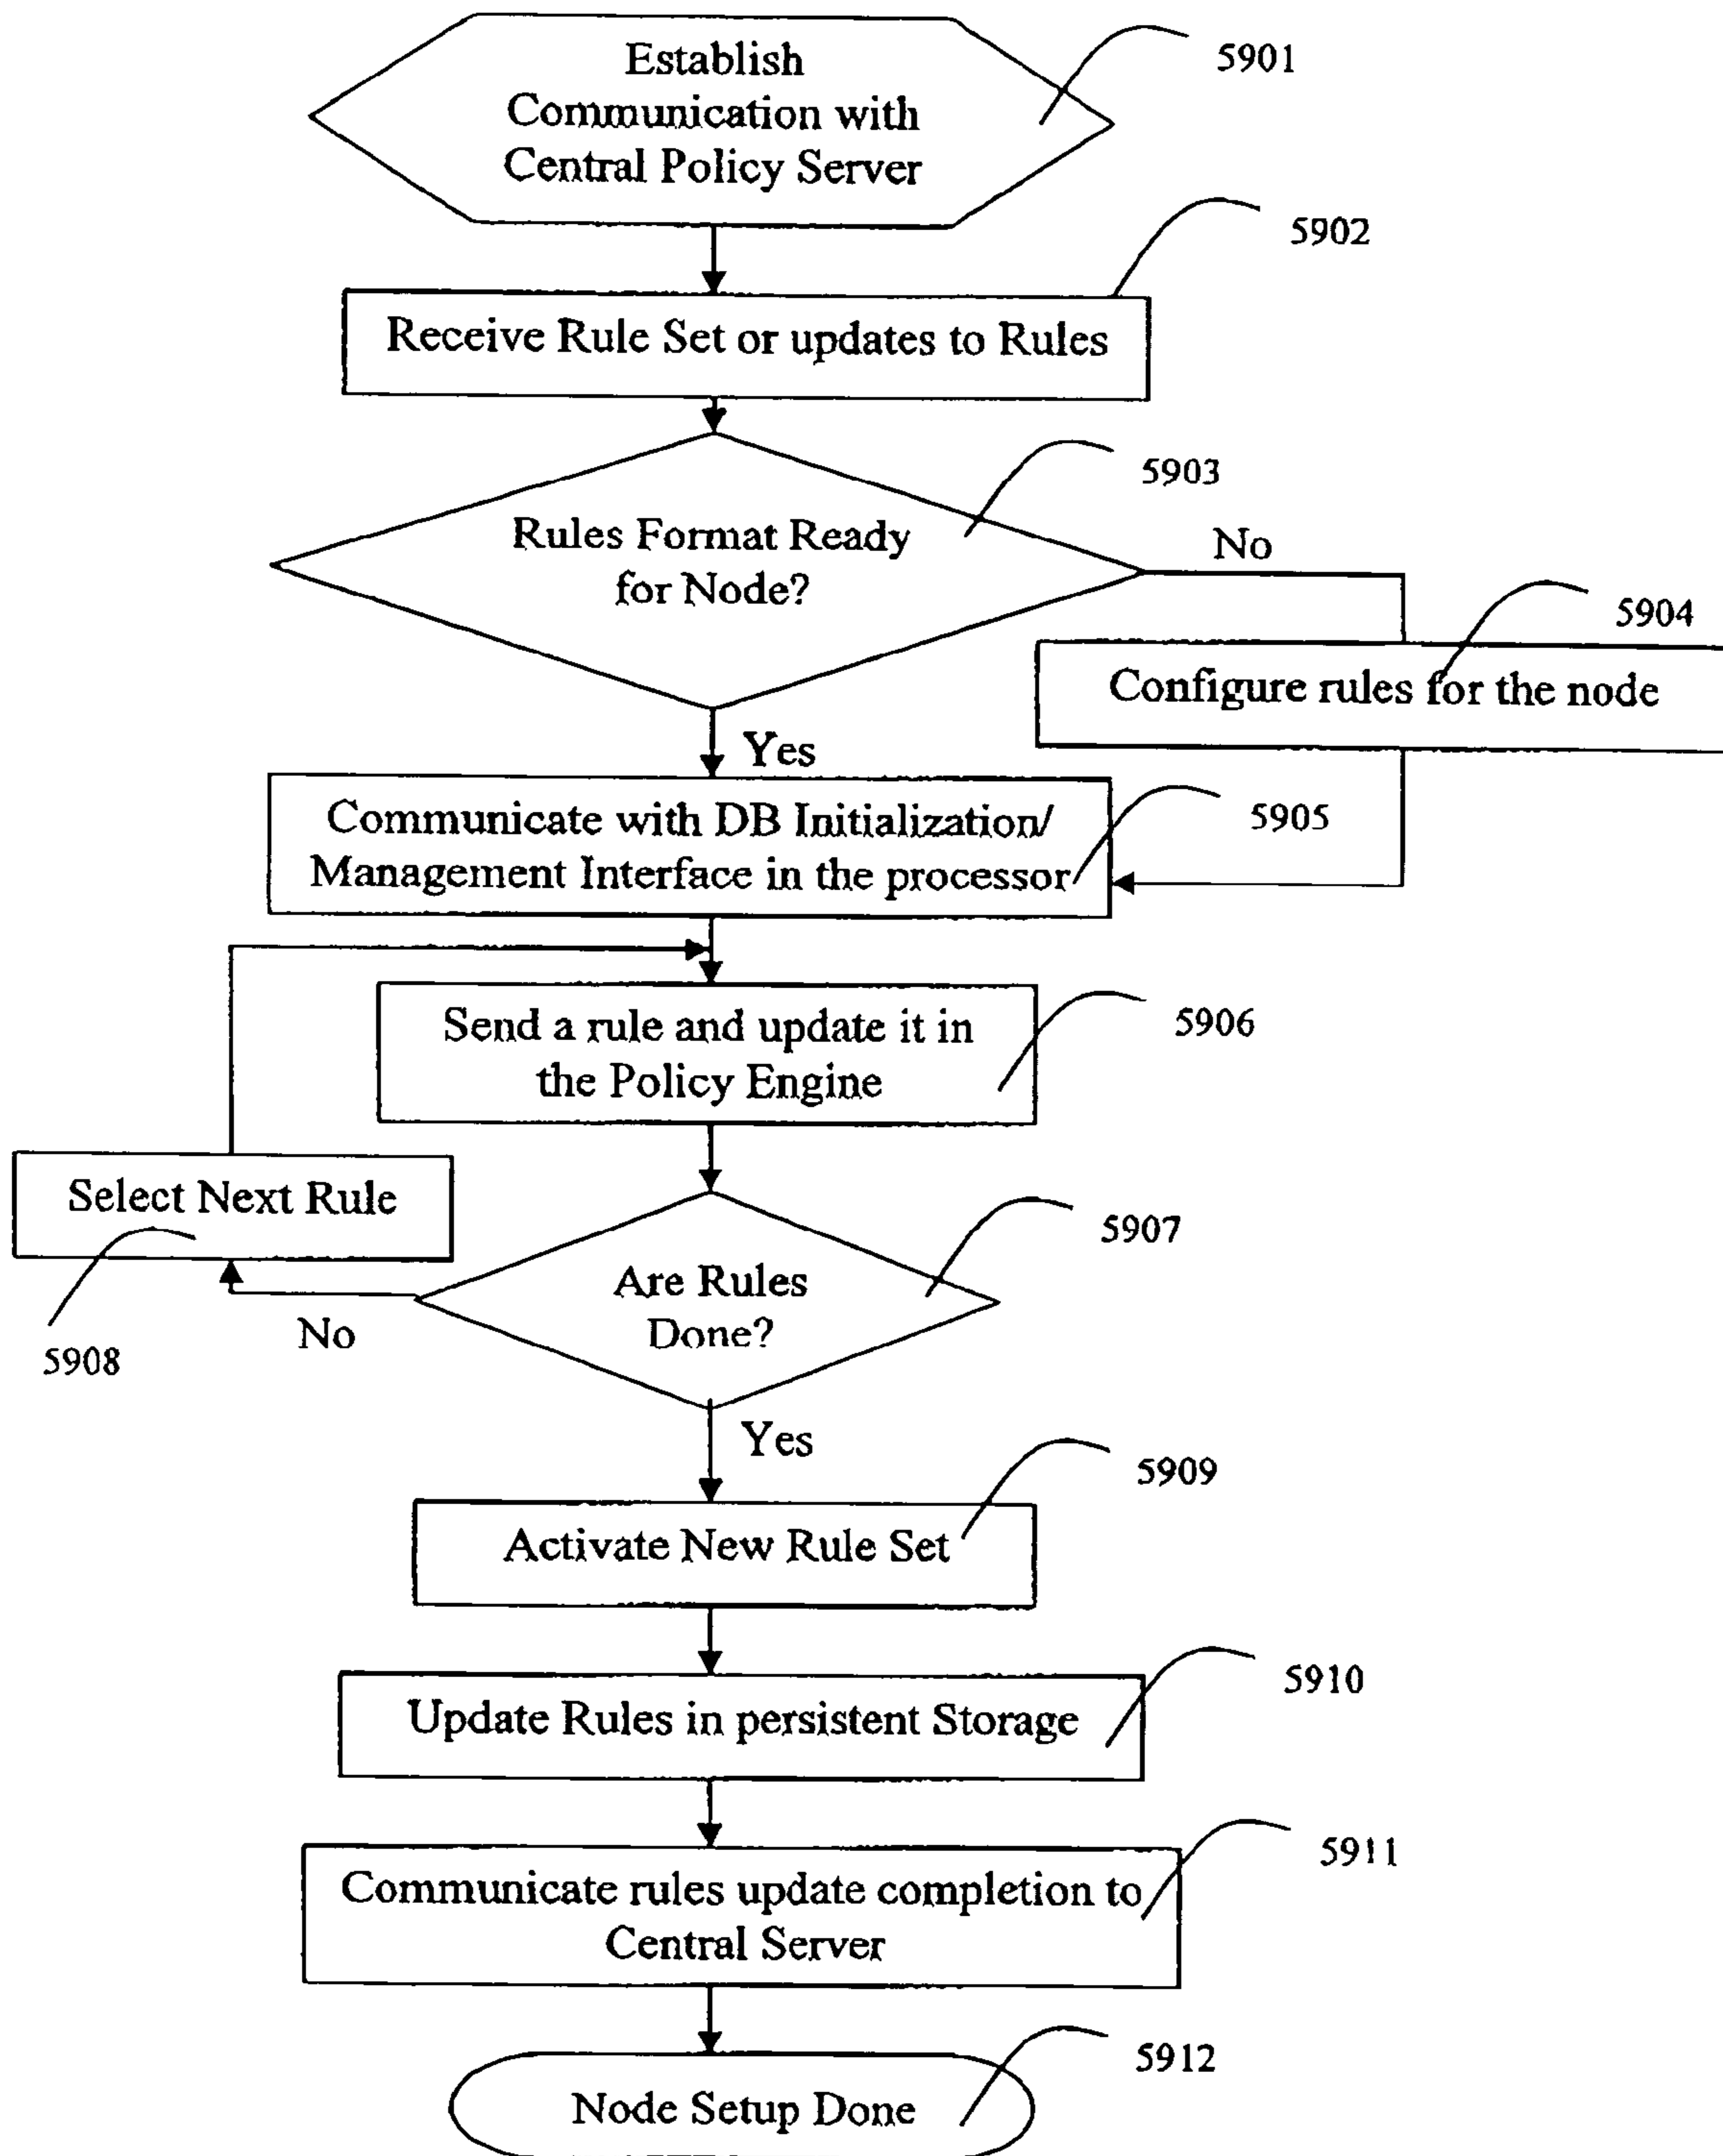 Establish
Communication with
Central Policy Server
5901
5902
Receive Rule Set or updates to Rules
5903
Rules Format Ready
for Node?
No
5904
Configure rules for the node
Yes
Communicate with DB Initialization/
Management Interface in the processor
5905
Send a rule and update it in
the Policy Engine
5906
Select Next Rule
5907
Are Rules
Done?
No
5908
Yes
5909
Activate New Rule Set
5910
Update Rules in persistent Storage
5911
Communicate rules update completion to
Central Server
5912
Node Setup Done